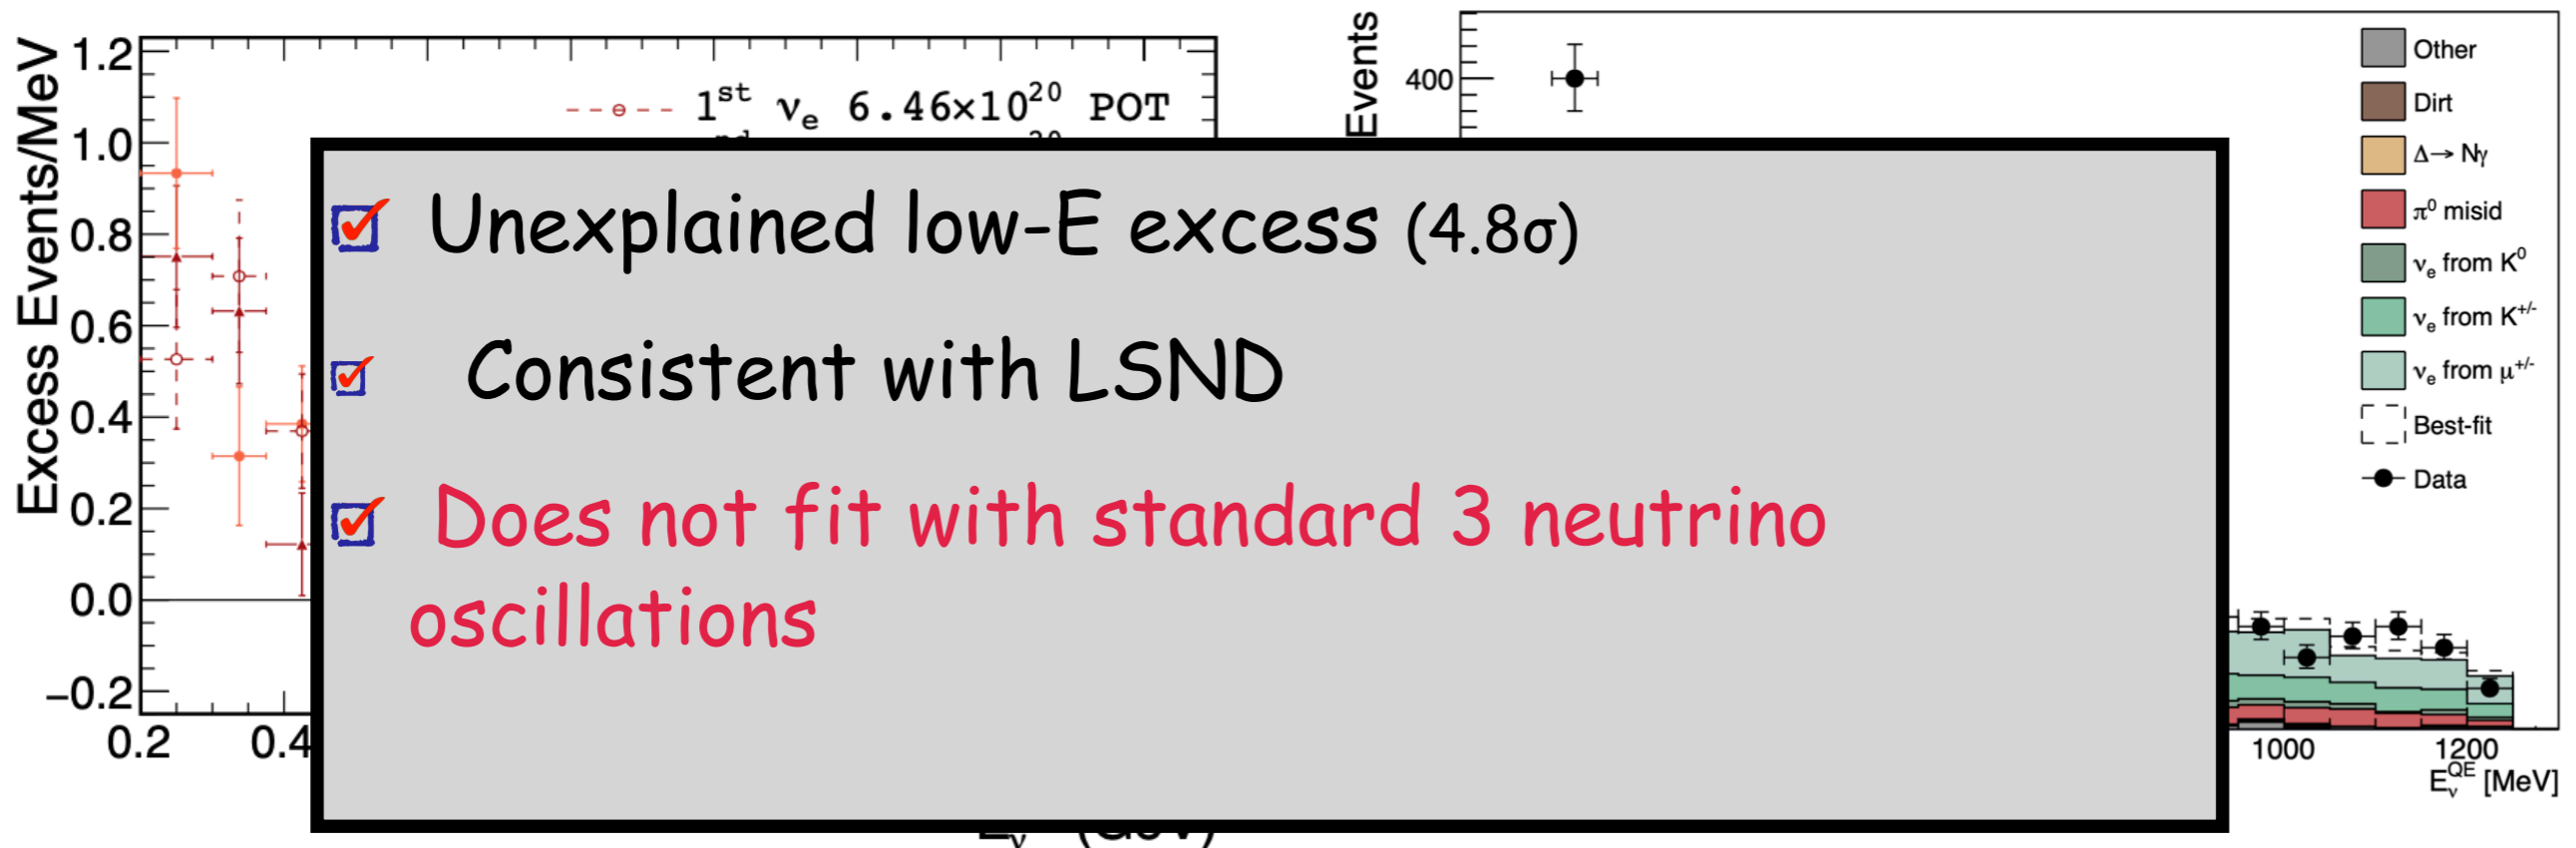 Excess Events/MeV
1.2
1.0
0.8
0.6
0.4
0.2
0.0
−0.2
0.2
0.4
1st νe 6.46×10²⁰ POT
Unexplained low-E excess (4.8σ)
Consistent with LSND
Does not fit with standard 3 neutrino
oscillations
Events
400
Other
Dirt
Δ→ Nγ
π⁰ misid
νe from K⁰
νe from K+/-
νe from μ+/-
Best-fit
Data
1000
1200
EνQE [MeV]